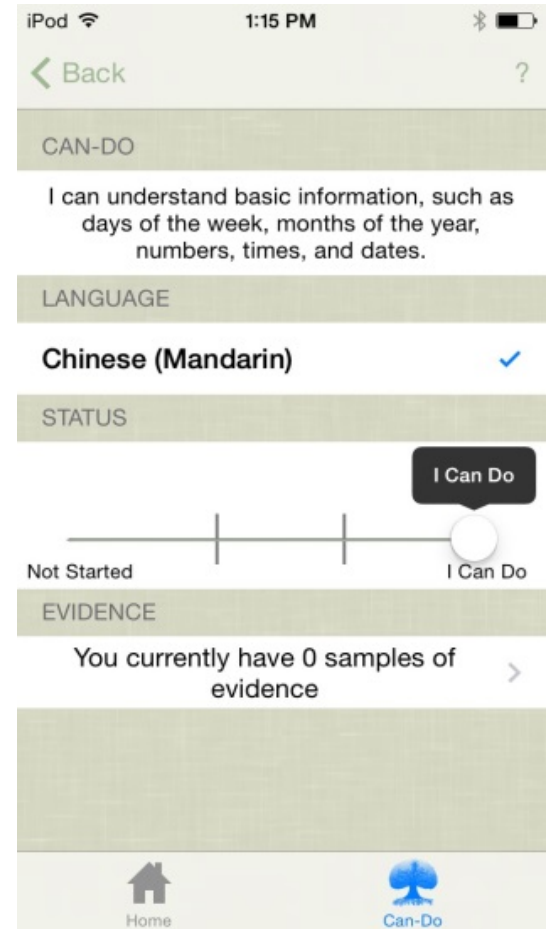 iPod 1:15 PM
Back ?
CAN-DO
I can understand basic information, such as
days of the week, months of the year,
numbers, times, and dates.
LANGUAGE
Chinese (Mandarin)
STATUS
I Can Do
Not Started I Can Do
EVIDENCE
You currently have 0 samples of
evidence
Home Can-Do